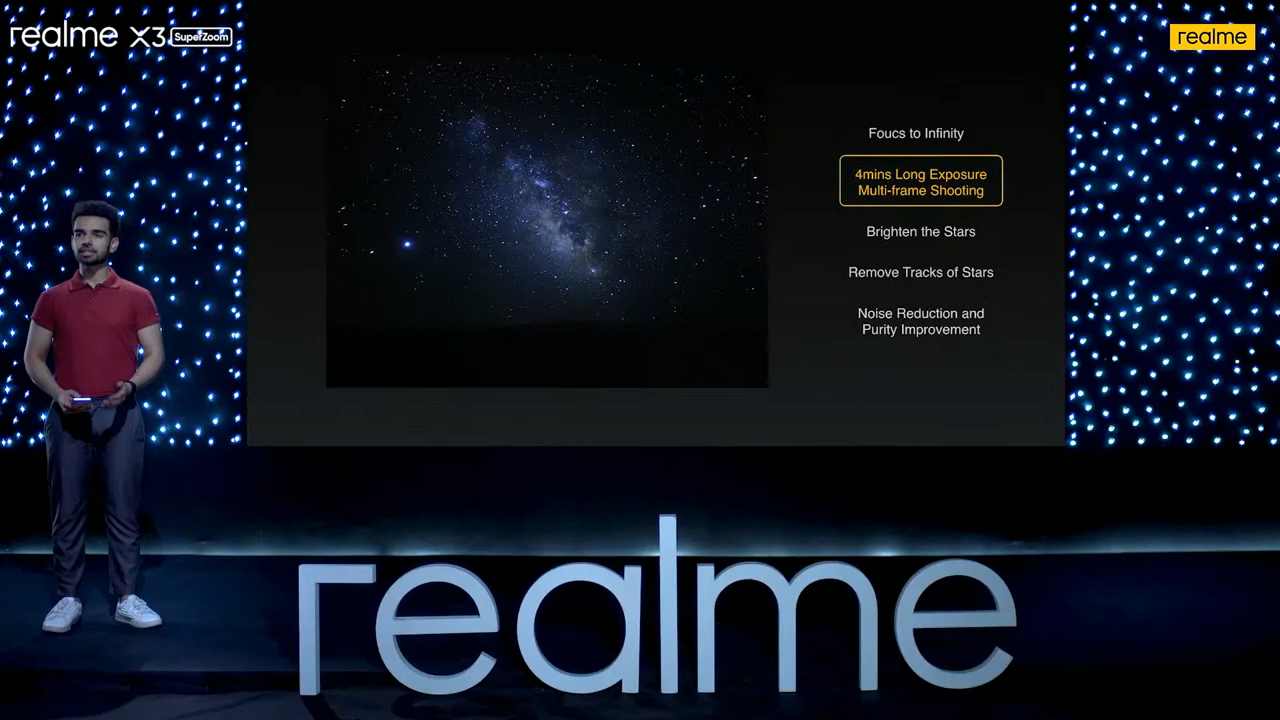 realme X3 SuperZoom
realme
Foucs to Infinity
4mins Long Exposure
Multi-frame Shooting
Brighten the Stars
Remove Tracks of Stars
Noise Reduction and
Purity Improvement
realme